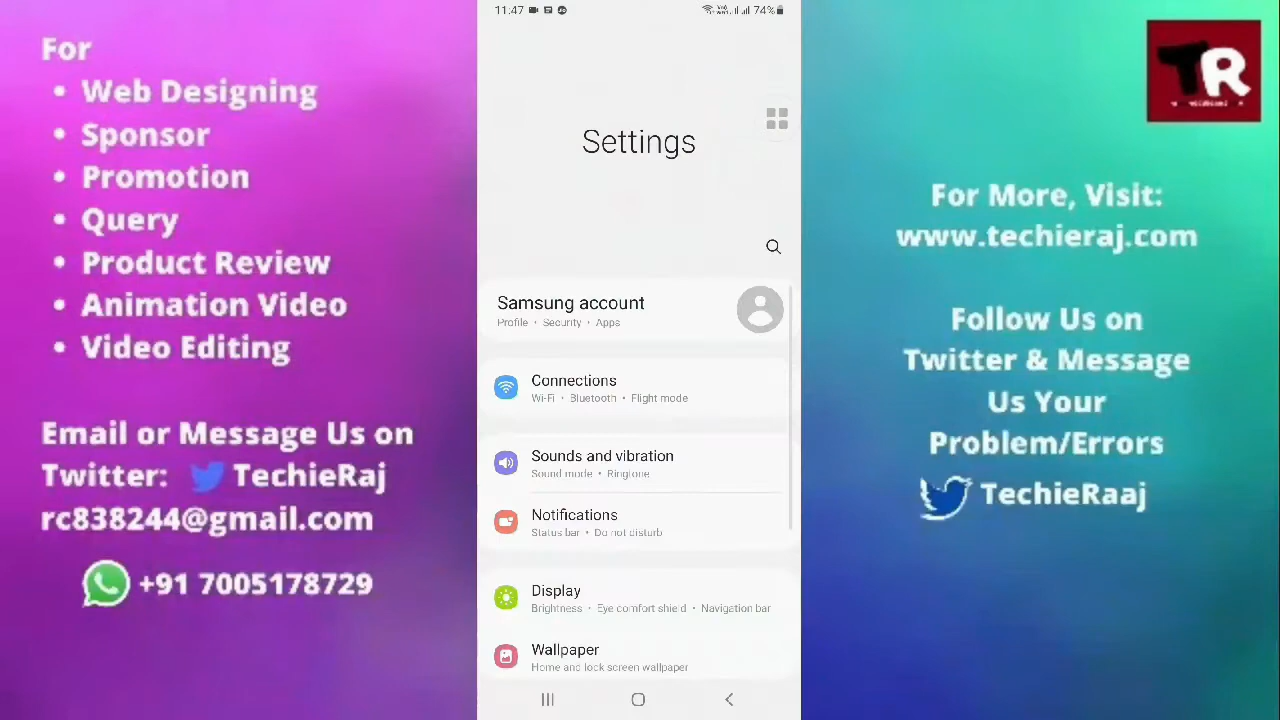 For
• Web Designing
• Sponsor
• Promotion
• Query
• Product Review
• Animation Video
• Video Editing
Email or Message Us on
Twitter: TechieRaj
rc838244@gmail.com
+91 7005178729
11:47
74%
Settings
Samsung account
Profile • Security • Apps
Connections
Wi-Fi • Bluetooth • Flight mode
Sounds and vibration
Sound mode • Ringtone
Notifications
Status bar • Do not disturb
Display
Brightness • Eye comfort shield • Navigation bar
Wallpaper
Home and lock screen wallpaper
TR
For More, Visit:
www.techieraj.com
Follow Us on
Twitter & Message
Us Your
Problem/Errors
TechieRaaj